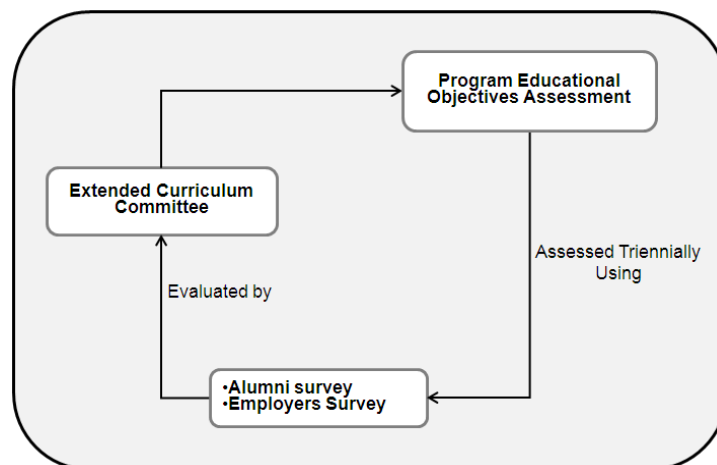 Program Educational
Objectives Assessment
Extended Curriculum
Committee
Assessed Triennially
Using
Evaluated by
•Alumni survey
•Employers Survey